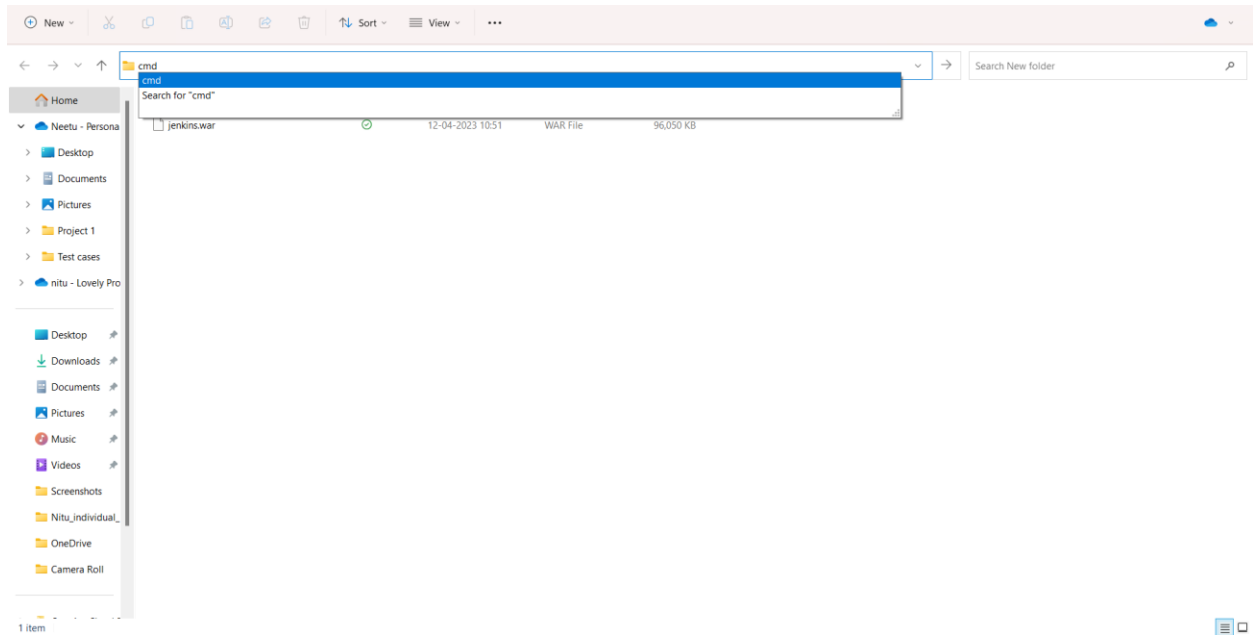 New Sort View
cmd Search New folder
cmd
Search for "cmd"
jenkins.war 12-04-2023 10:51 WAR File 96,050 KB
Home
Neetu - Persona
Desktop
Documents
Pictures
Project 1
Test cases
nitu - Lovely Pro
Desktop
Downloads
Documents
Pictures
Music
Videos
Screenshots
Nitu_individual_
OneDrive
Camera Roll
1 item